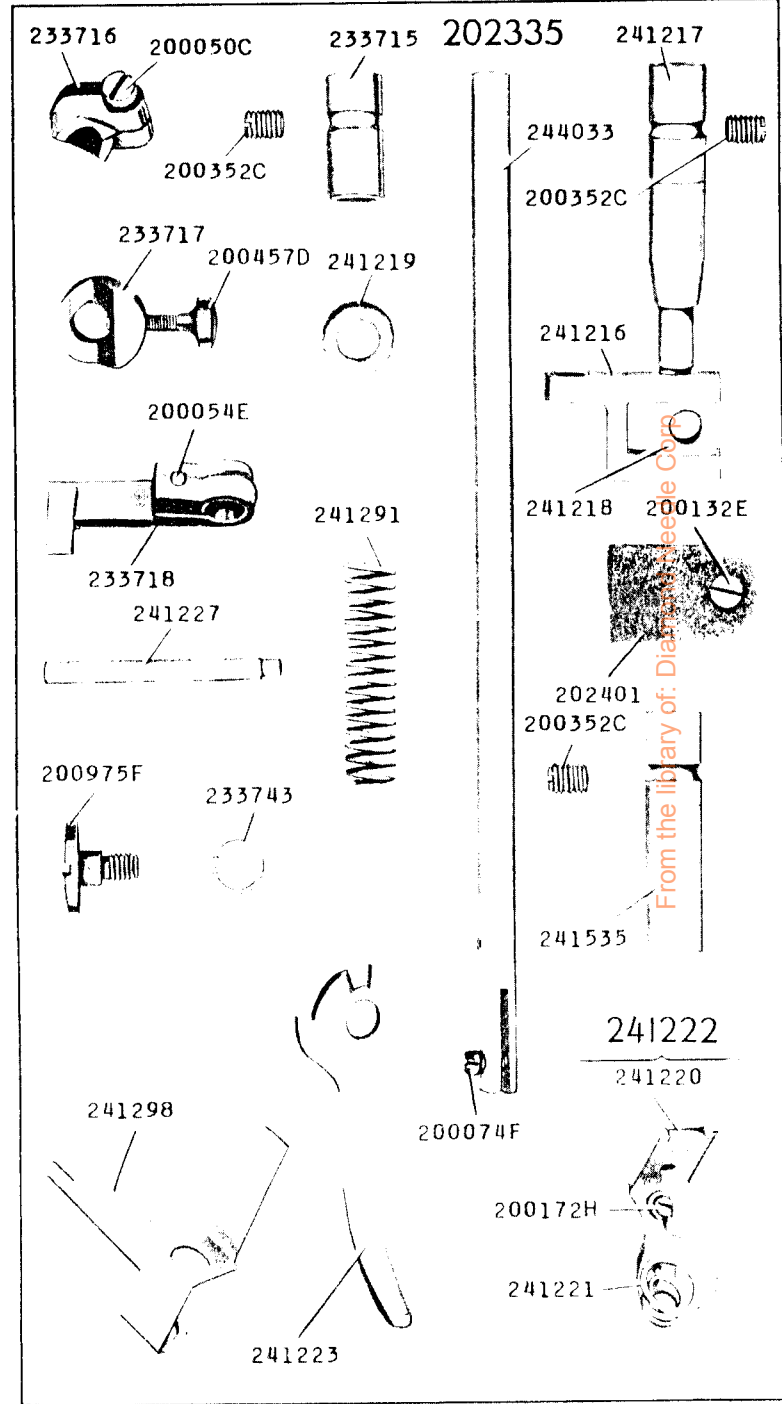 202335
233716
200050C
233715
241217
200352C
244033
200352C
233717
200457D
241219
241216
200054E
241218
200132E
233718
241291
241227
202401
200352C
200975F
233743
241535
241222
241220
241298
200074F
200172H
241221
241223
From the library of: Diamond Needle Corp